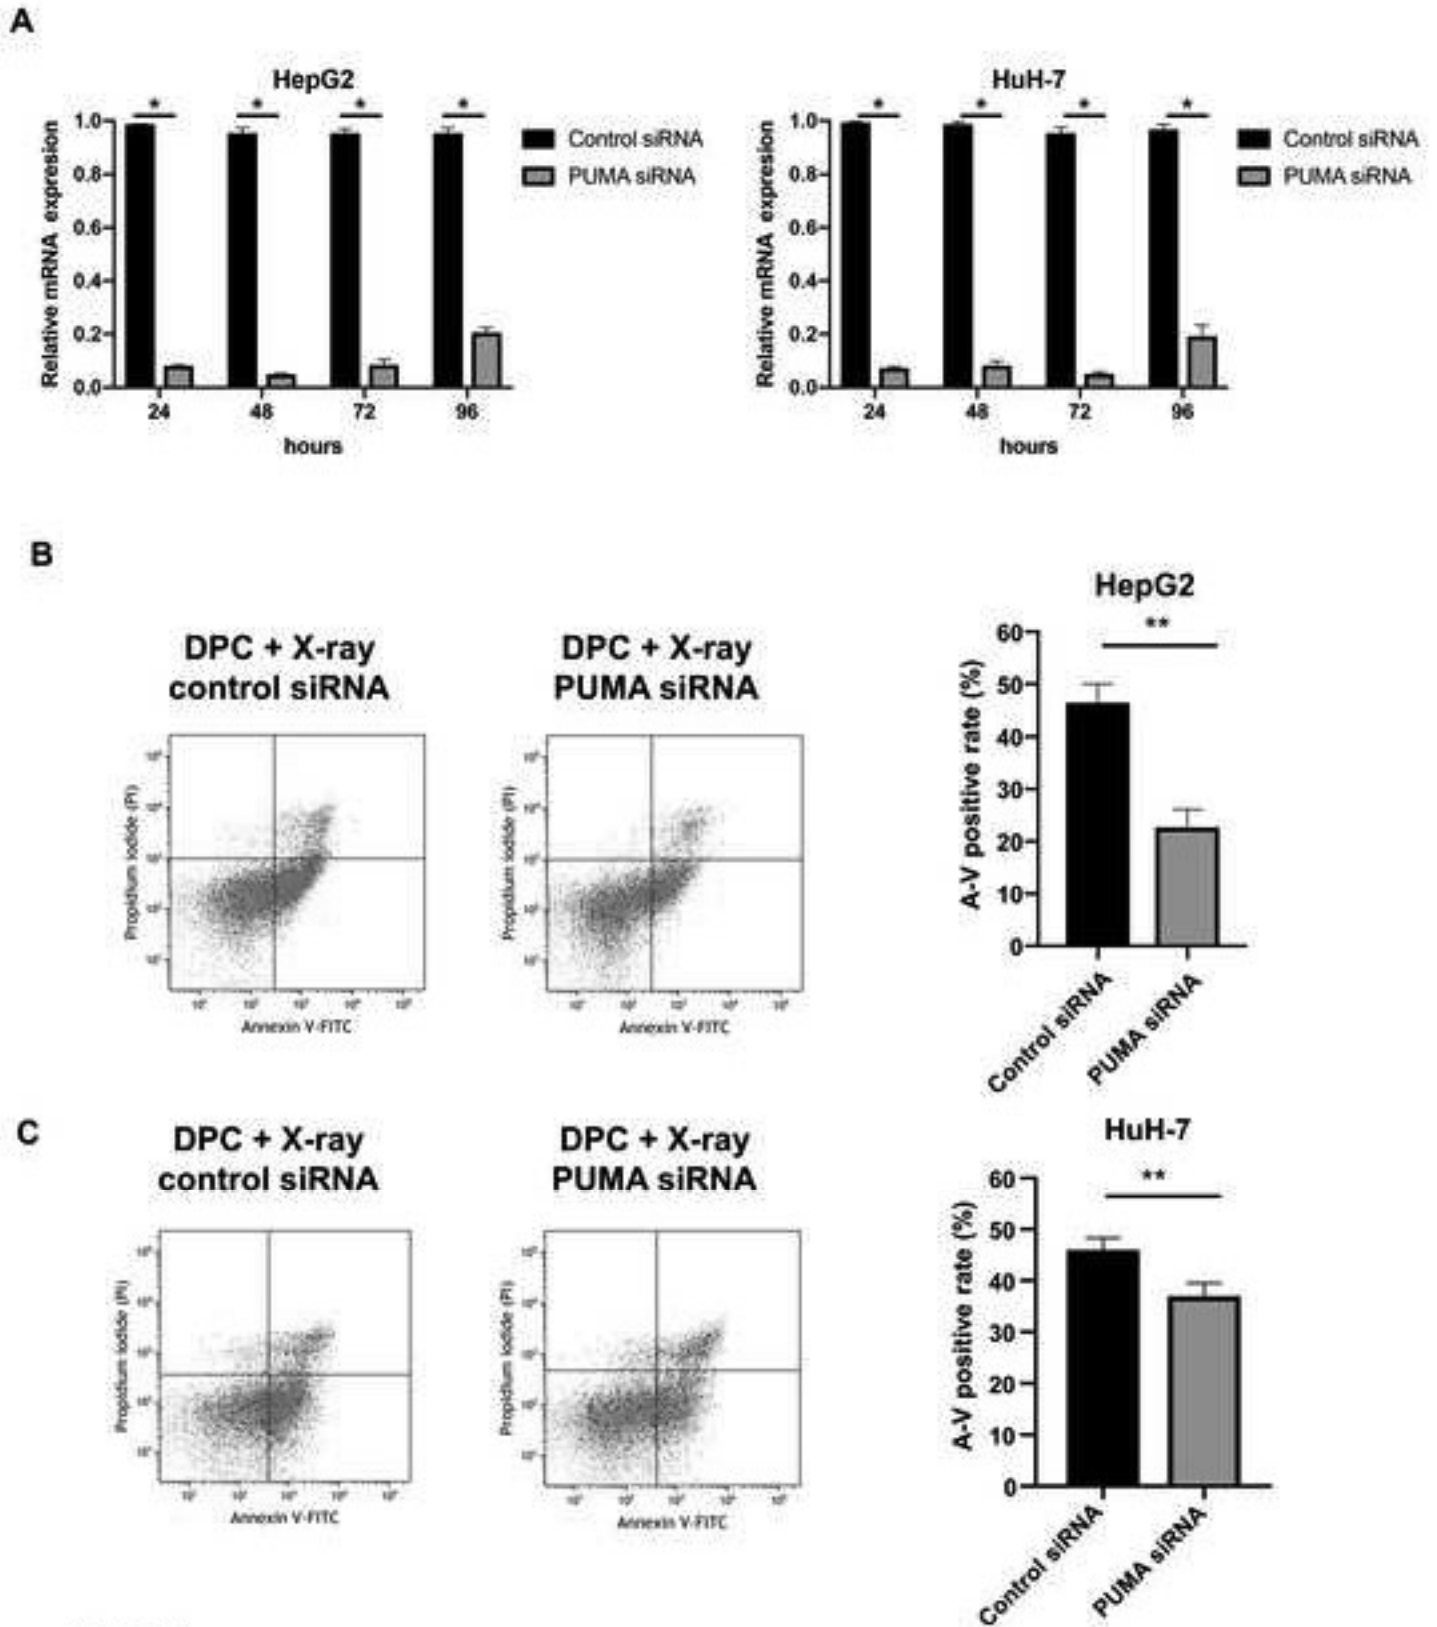 A
HepG2
* * * *
Relative mRNA expresion
1.0
0.8
0.6
0.4
0.2
0.0
24 48 72 96
hours
Control siRNA
PUMA siRNA
HuH-7
* * * *
Relative mRNA expresion
1.0
0.8
0.6
0.4
0.2
0.0
24 48 72 96
hours
Control siRNA
PUMA siRNA
B
DPC + X-ray
control siRNA
Propidium Iodide (PI)
Annexin V-FITC
DPC + X-ray
PUMA siRNA
Propidium Iodide (PI)
Annexin V-FITC
HepG2
**
A-V positive rate (%)
60
50
40
30
20
10
0
Control siRNA
PUMA siRNA
C
DPC + X-ray
control siRNA
Propidium Iodide (PI)
Annexin V-FITC
DPC + X-ray
PUMA siRNA
Propidium Iodide (PI)
Annexin V-FITC
HuH-7
**
A-V positive rate (%)
60
50
40
30
20
10
0
Control siRNA
PUMA siRNA